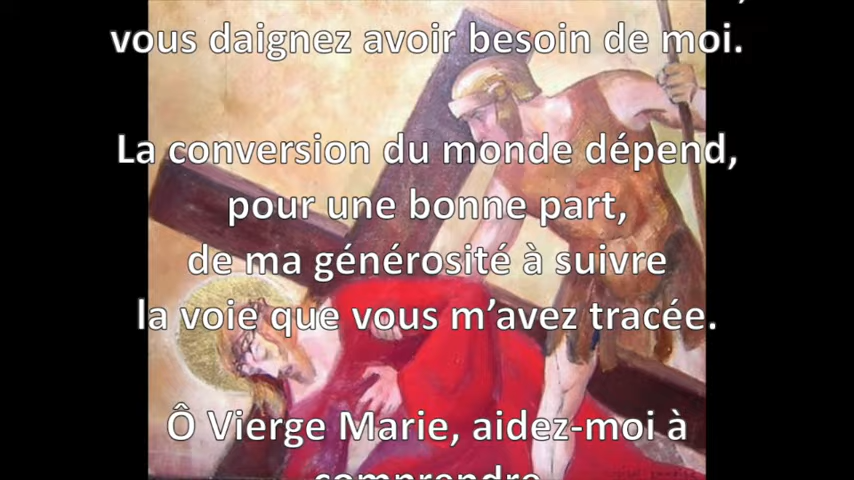 vous daignez avoir besoin de moi.
La conversion du monde dépend,
pour une bonne part,
de ma générosité à suivre
la voie que vous m’avez tracée.
Ô Vierge Marie, aidez-moi à
comprendre